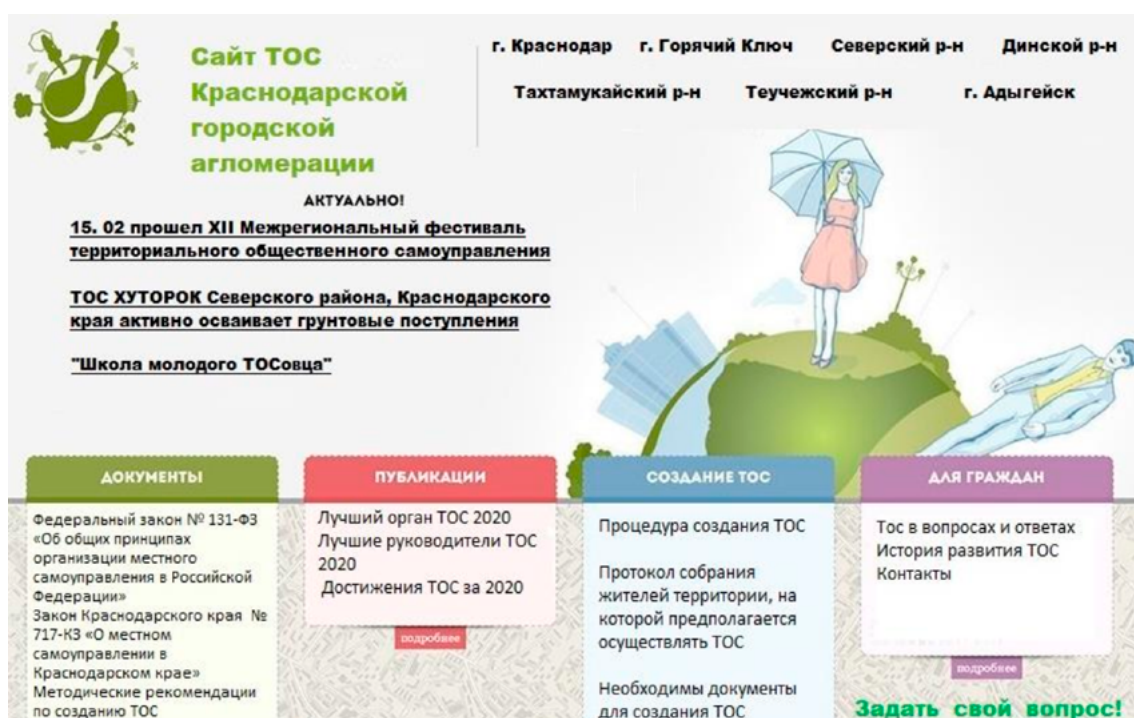 Сайт ТОС
Краснодарской
городской
агломерации
г. Краснодар г. Горячий Ключ Северский р-н Динской р-н
Тахтамукайский р-н Теучежский р-н г. Адыгейск
АКТУАЛЬНО!
15. 02 прошел XII Межрегиональный фестиваль
территориального общественного самоуправления
ТОС ХУТОРОК Северского района, Краснодарского
края активно осваивает грунтовые поступления
"Школа молодого ТОСовца"
ДОКУМЕНТЫ
Федеральный закон № 131-ФЗ
«Об общих принципах
организации местного
самоуправления в Российской
Федерации»
Закон Краснодарского края №
717-КЗ «О местном
самоуправлении в
Краснодарском крае»
Методические рекомендации
по созданию ТОС
ПУБЛИКАЦИИ
Лучший орган ТОС 2020
Лучшие руководители ТОС
2020
Достижения ТОС за 2020
подробнее
СОЗДАНИЕ ТОС
Процедура создания ТОС
Протокол собрания
жителей территории, на
которой предполагается
осуществлять ТОС
Необходимы документы
для создания ТОС
ДЛЯ ГРАЖДАН
Тос в вопросах и ответах
История развития ТОС
Контакты
подробнее
Задать свой вопрос!